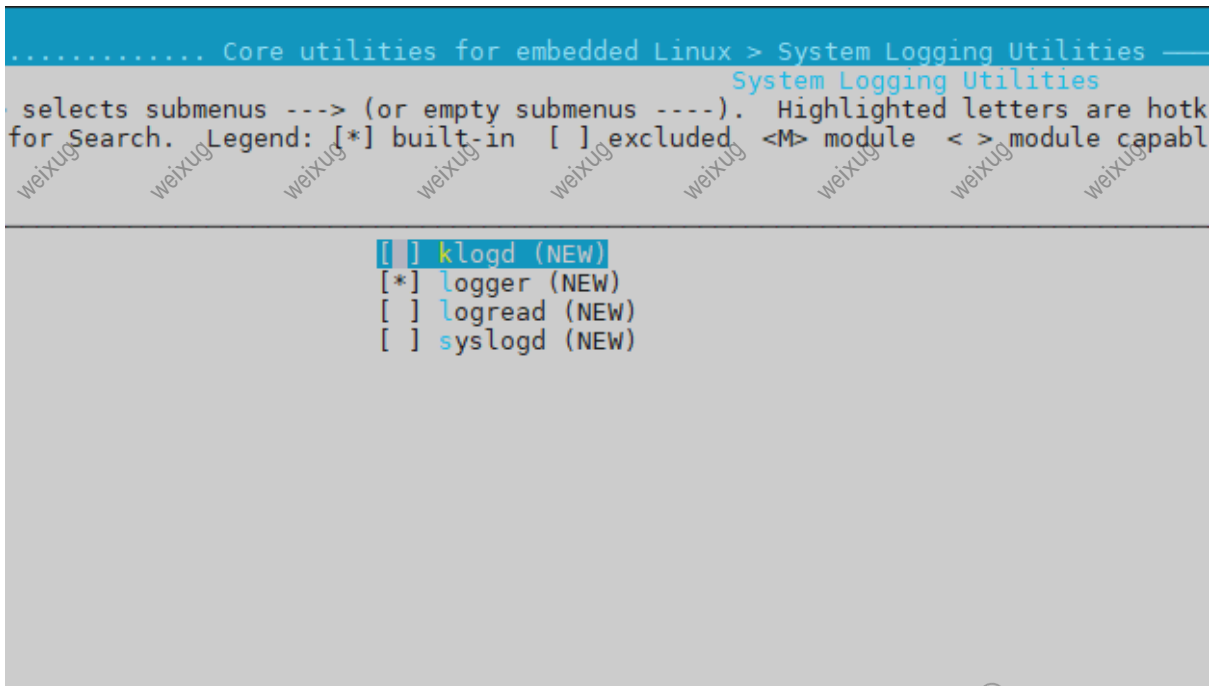 ............. Core utilities for embedded Linux > System Logging Utilities
System Logging Utilities
selects submenus ---> (or empty submenus ----). Highlighted letters are hotk
for Search. Legend: [*] built-in [ ] excluded <M> module < > module capabl
weixug weixug weixug weixug weixug weixug weixug weixug weixug
[ ] klogd (NEW)
[*] logger (NEW)
[ ] logread (NEW)
[ ] syslogd (NEW)